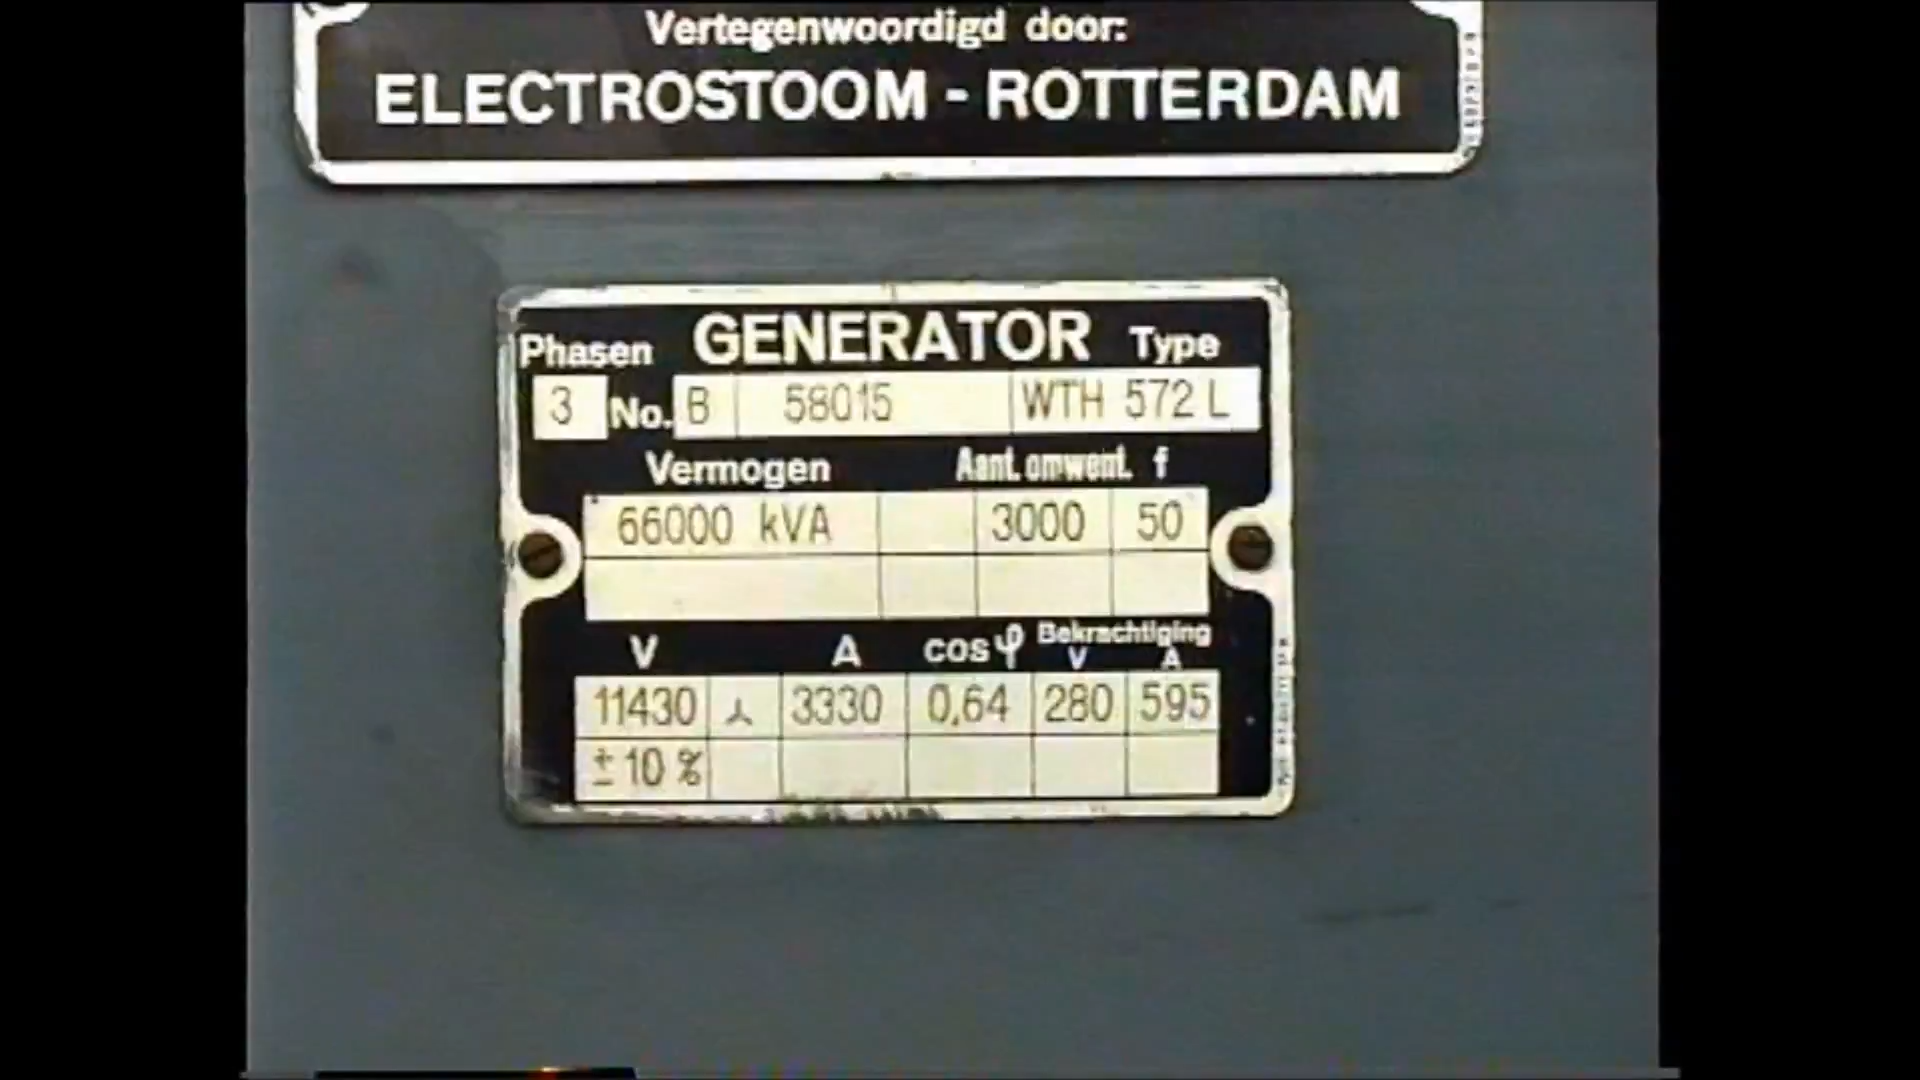 Vertegenwoordigd door:
ELECTROSTOOM - ROTTERDAM
Phasen GENERATOR Type
3 No. B 58015 WTH 572 L
Vermogen Aant. omwent. f
66000 kVA 3000 50
V A cos φ Bekrachtiging
V A
11430 ⅄ 3330 0,64 280 595
± 10 %